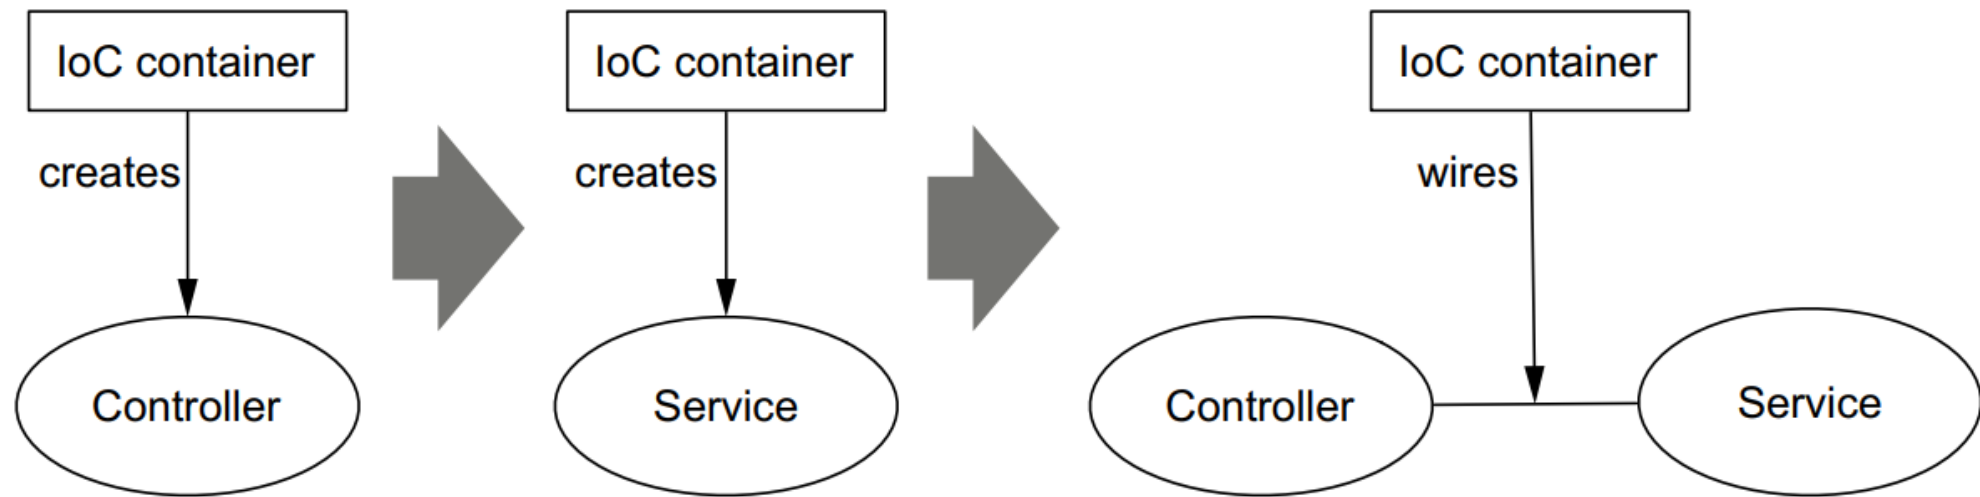 IoC container
creates
Controller
IoC container
creates
Service
IoC container
wires
Controller
Service